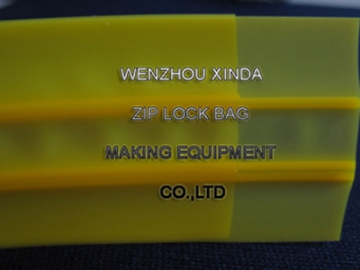 WENZHOU XINDA
ZIP LOCK BAG
MAKING EQUIPMENT
CO.,LTD